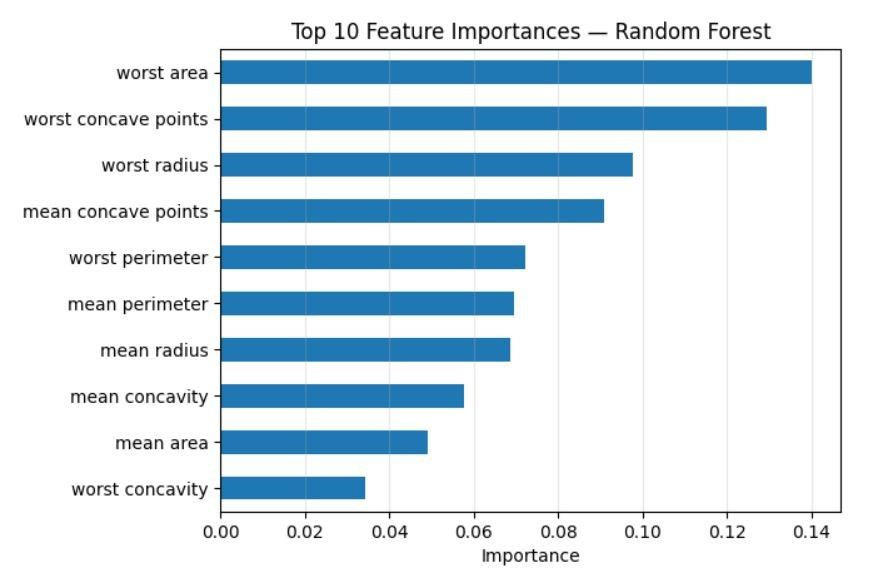 Top 10 Feature Importances — Random Forest
worst area
worst concave points
worst radius
mean concave points
worst perimeter
mean perimeter
mean radius
mean concavity
mean area
worst concavity
0.00 0.02 0.04 0.06 0.08 0.10 0.12 0.14
Importance